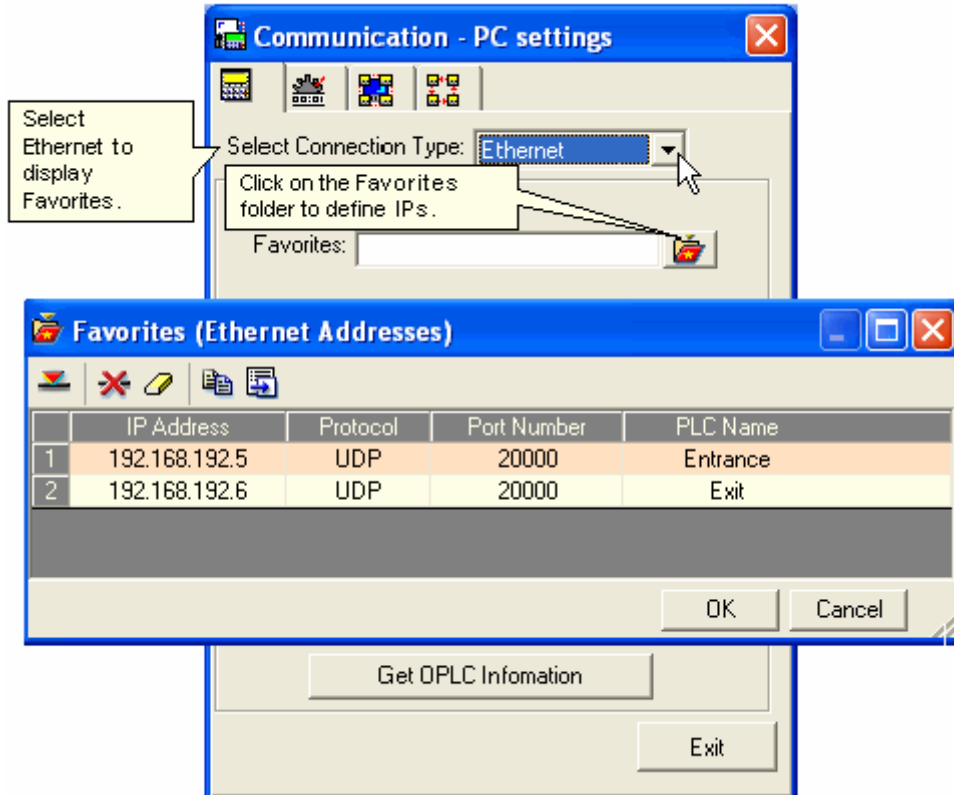 Communication - PC settings
Select
Ethernet to
display
Favorites.
Select Connection Type: Ethernet
Click on the Favorites
folder to define IPs.
Favorites:
Favorites (Ethernet Addresses)
IP Address Protocol Port Number PLC Name
1 192.168.192.5 UDP 20000 Entrance
2 192.168.192.6 UDP 20000 Exit
OK Cancel
Get OPLC Infomation
Exit